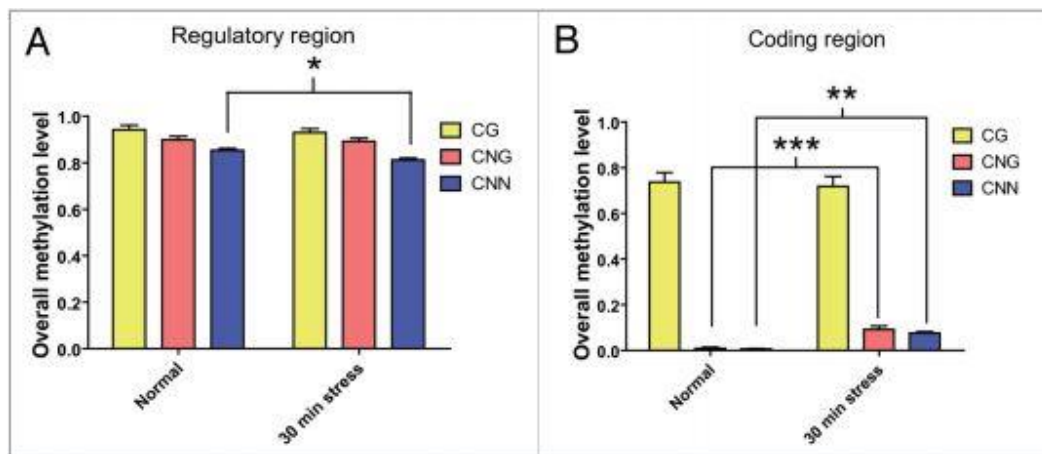 A
Regulatory region
*
Overall methylation level
1.0
0.8
0.6
0.4
0.2
0.0
CG
CNG
CNN
Normal
30 min stress
B
Coding region
**
***
Overall methylation level
1.0
0.8
0.6
0.4
0.2
0.0
CG
CNG
CNN
Normal
30 min stress